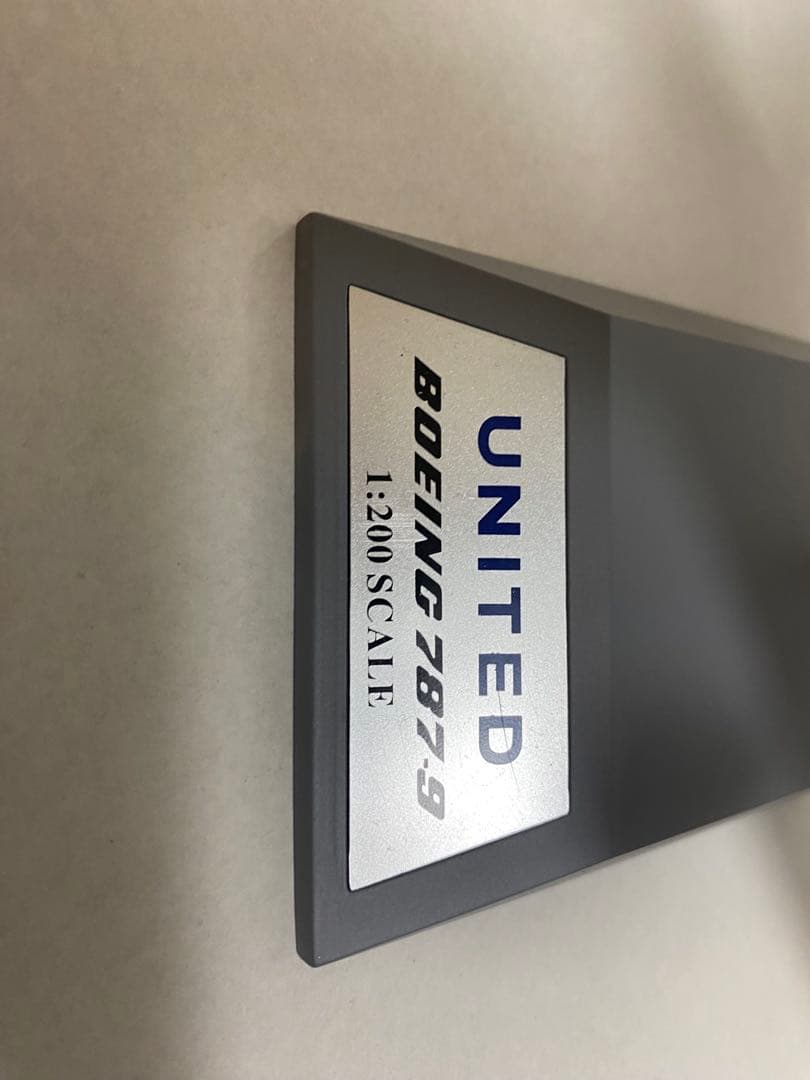 UNITED
BOEING 787-9
1:200 SCALE